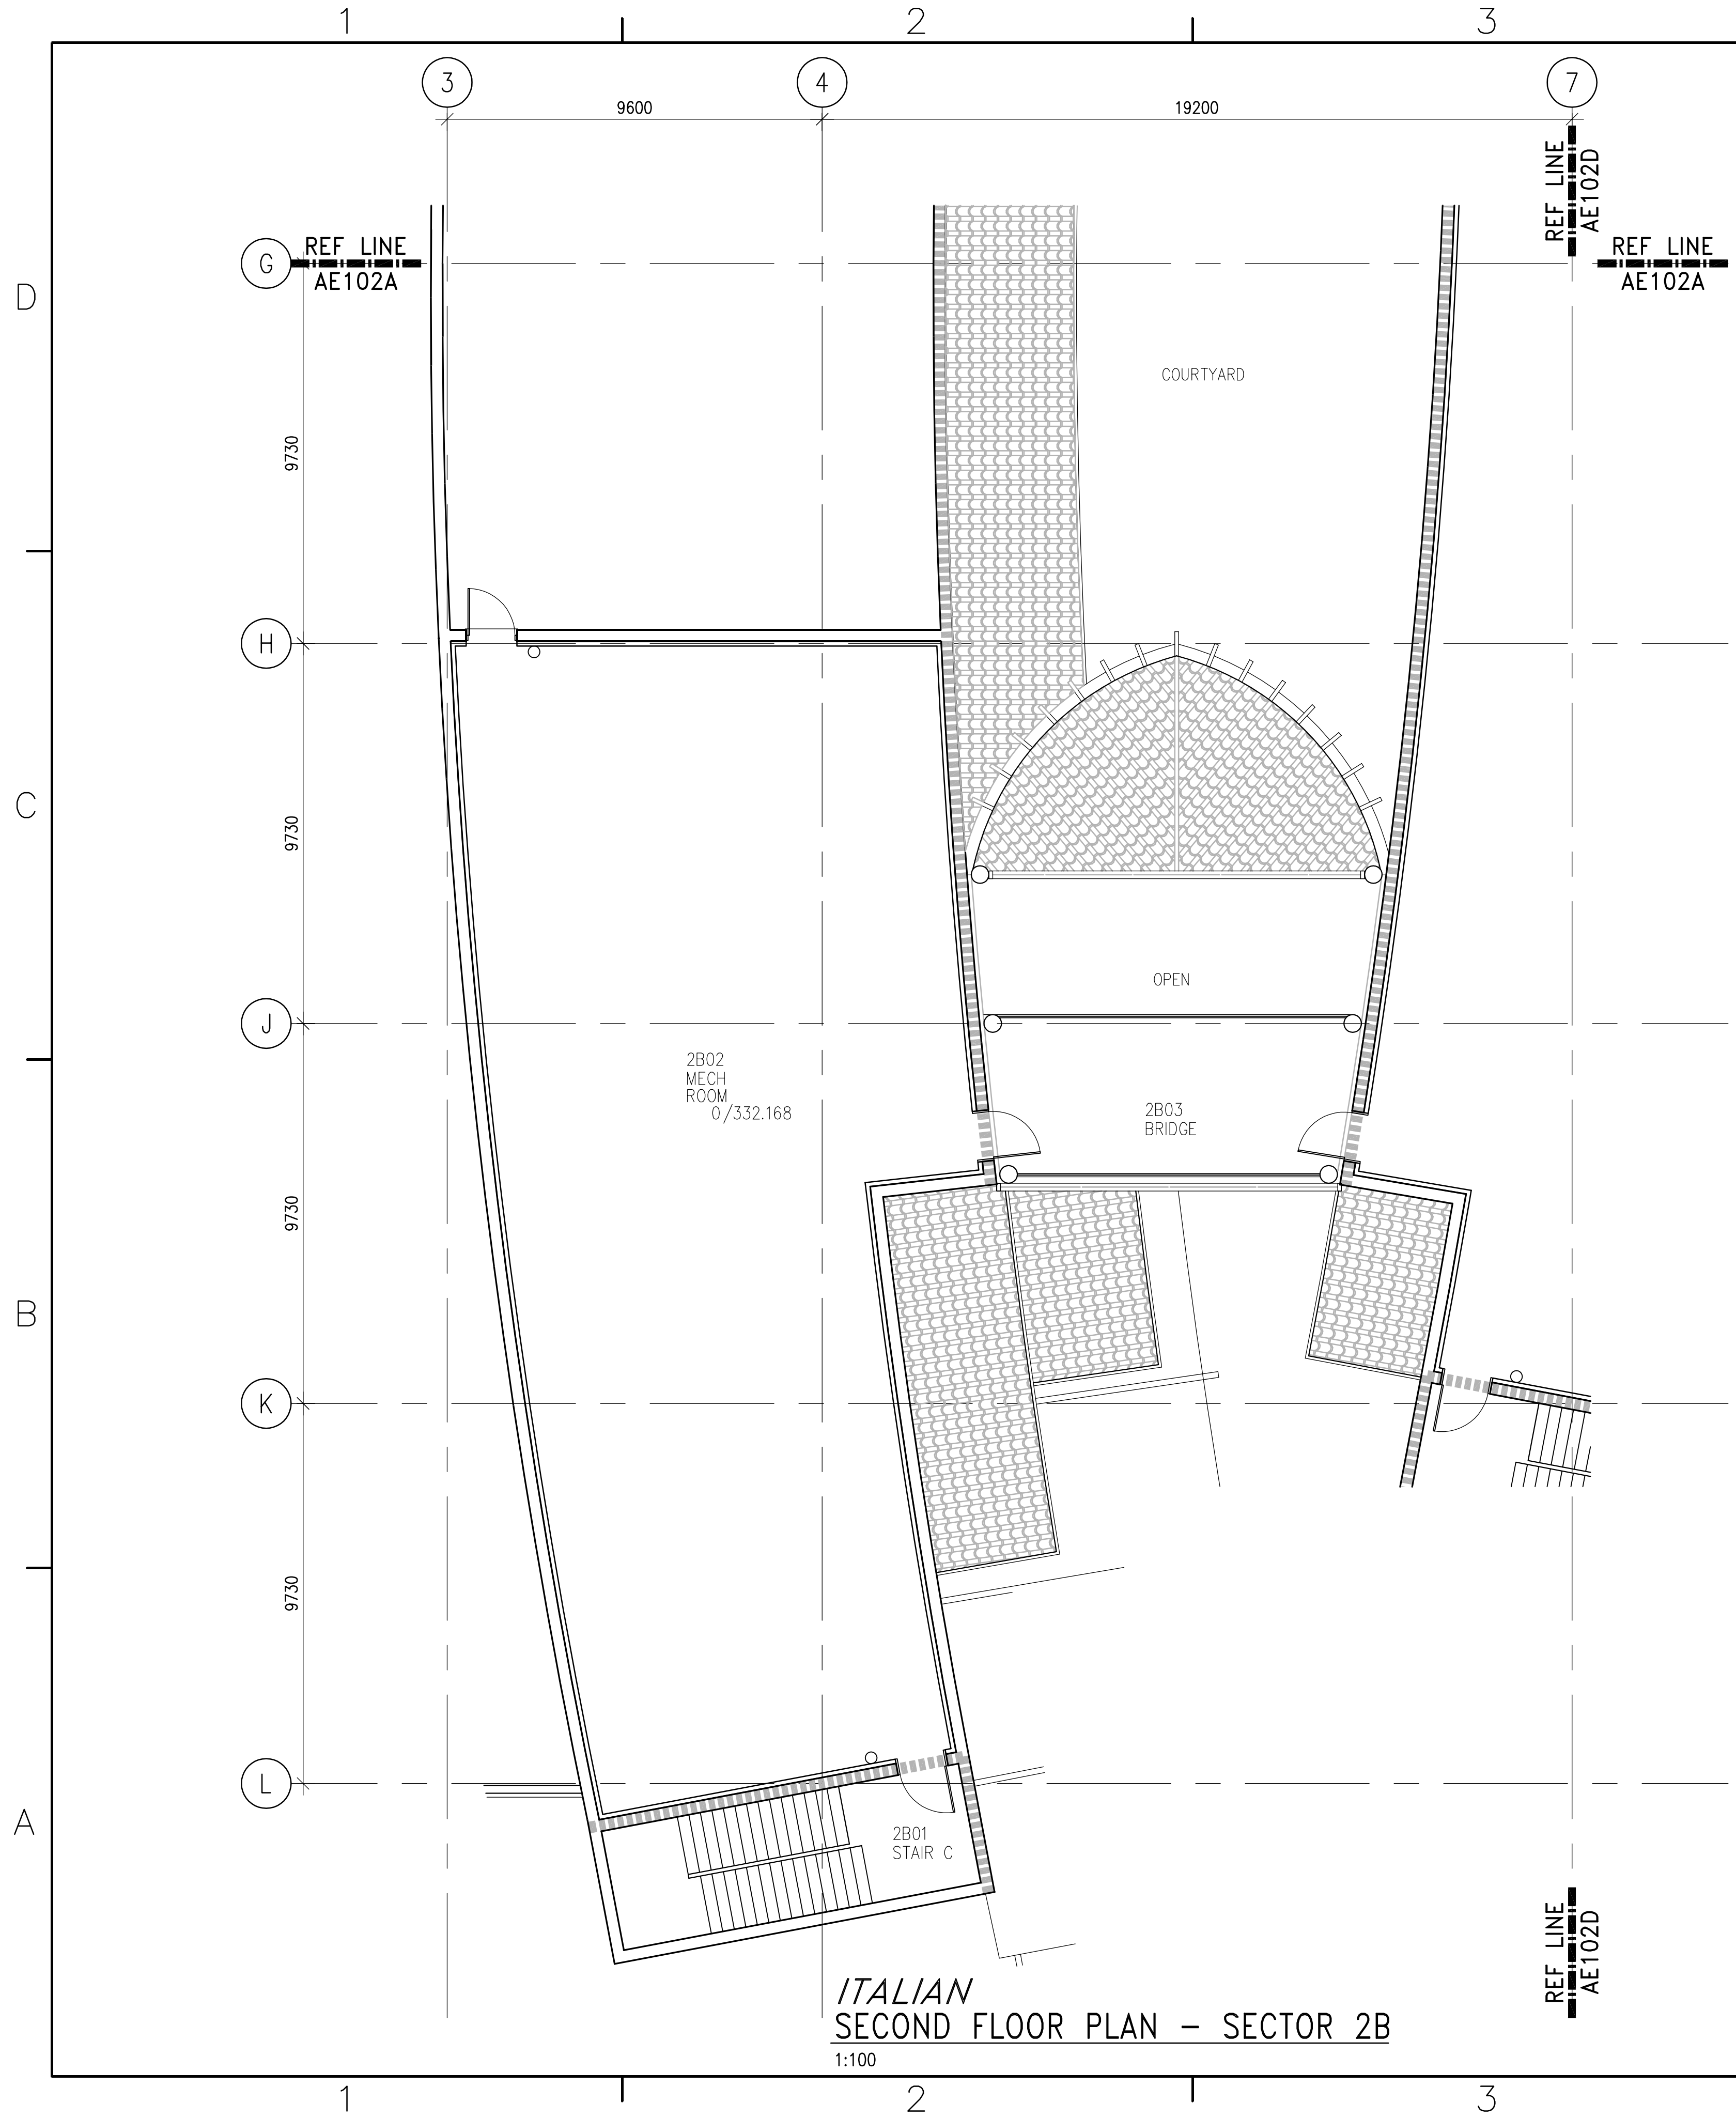 1 2 3
3 4 7
9600 19200
REF LINE
AE102D
G
REF LINE
AE102A
REF LINE
AE102A
D
COURTYARD
9730
H
C
9730
OPEN
J
2B02
MECH
ROOM
0/332.168
2B03
BRIDGE
9730
B
K
9730
L
A
2B01
STAIR C
REF LINE
AE102D
ITALIAN
SECOND FLOOR PLAN – SECTOR 2B
1:100
1 2 3